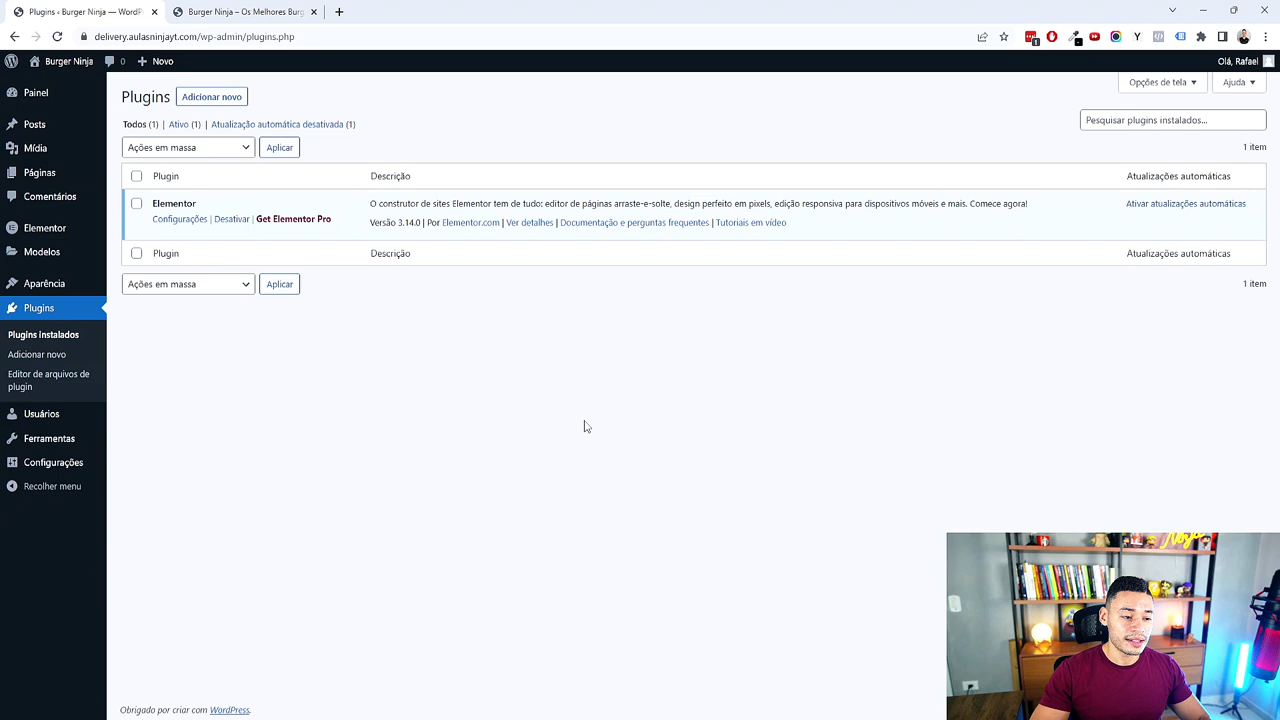 Plugins ‹ Burger Ninja — WordPr
Burger Ninja – Os Melhores Burg
delivery.aulasninjayt.com/wp-admin/plugins.php
Burger Ninja
0
Novo
Olá, Rafael
Painel
Posts
Mídia
Páginas
Comentários
Elementor
Modelos
Aparência
Plugins
Plugins instalados
Adicionar novo
Editor de arquivos de
plugin
Usuários
Ferramentas
Configurações
Recolher menu
Opções de tela
Ajuda
Plugins
Adicionar novo
Todos (1) | Ativo (1) | Atualização automática desativada (1)
Pesquisar plugins instalados...
Ações em massa
Aplicar
1 item
Plugin
Descrição
Atualizações automáticas
Elementor
Configurações | Desativar | Get Elementor Pro
O construtor de sites Elementor tem de tudo: editor de páginas arraste-e-solte, design perfeito em pixels, edição responsiva para dispositivos móveis e mais. Comece agora!
Versão 3.14.0 | Por Elementor.com | Ver detalhes | Documentação e perguntas frequentes | Tutoriais em vídeo
Ativar atualizações automáticas
Plugin
Descrição
Atualizações automáticas
Ações em massa
Aplicar
1 item
Obrigado por criar com WordPress.
Ninja